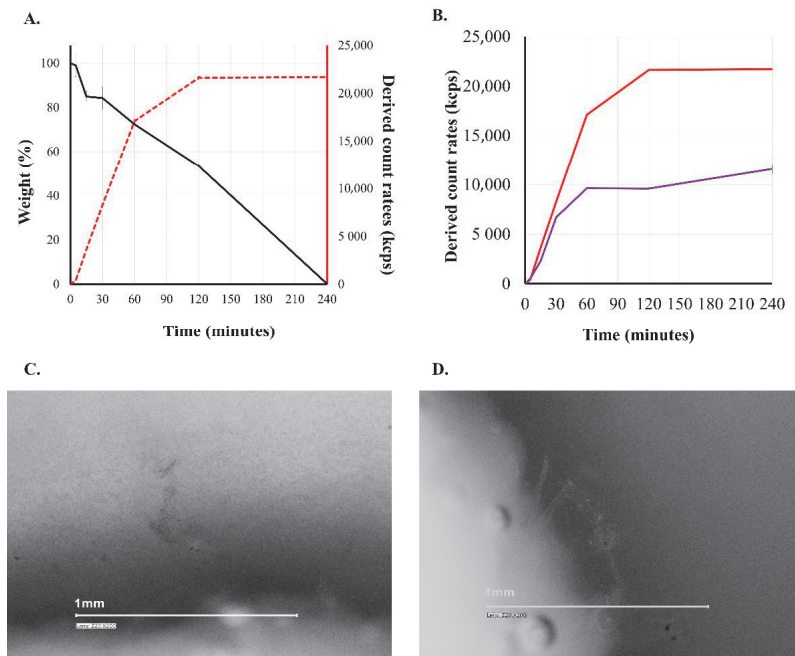 A.
100
80
60
40
20
0
Weight (%)
25,000
20,000
15,000
10,000
5 000
0
Derived count ratees (kcps)
0 30 60 90 120 150 180 210 240
Time (minutes)
B.
25,000
20,000
15,000
10,000
5 000
0
Derived count rates (kcps)
0 30 60 90 120 150 180 210 240
Time (minutes)
C.
1mm
D.
1mm